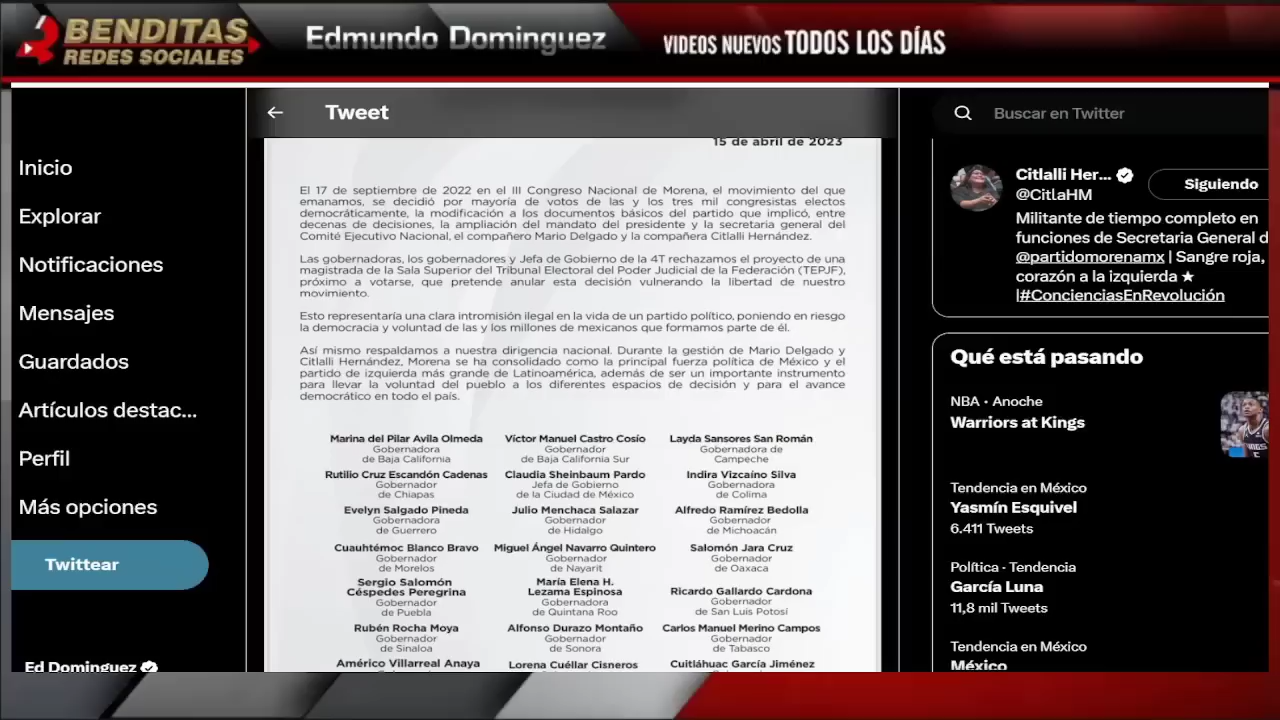 BENDITAS
REDES SOCIALES
Edmundo Dominguez
VIDEOS NUEVOS TODOS LOS DÍAS
Inicio
Explorar
Notificaciones
Mensajes
Guardados
Artículos destac...
Perfil
Más opciones
Twittear
Ed Dominguez
Tweet
15 de abril de 2023
El 17 de septiembre de 2022 en el III Congreso Nacional de Morena, el movimiento del que
emanamos, se decidió por mayoría de votos de las y los tres mil congresistas electos
democráticamente, la modificación a los documentos básicos del partido que implicó, entre
decenas de decisiones, la ampliación del mandato del presidente y la secretaria general del
Comité Ejecutivo Nacional, el compañero Mario Delgado y la compañera Citlalli Hernández.
Las gobernadoras, los gobernadores y Jefa de Gobierno de la 4T rechazamos el proyecto de una
magistrada de la Sala Superior del Tribunal Electoral del Poder Judicial de la Federación (TEPJF),
próximo a votarse, que pretende anular esta decisión vulnerando la libertad de nuestro
movimiento.
Esto representaría una clara intromisión ilegal en la vida de un partido político, poniendo en riesgo
la democracia y voluntad de las y los millones de mexicanos que formamos parte de él.
Así mismo respaldamos a nuestra dirigencia nacional. Durante la gestión de Mario Delgado y
Citlalli Hernández, Morena se ha consolidado como la principal fuerza política de México y el
partido de izquierda más grande de Latinoamérica, además de ser un importante instrumento
para llevar la voluntad del pueblo a los diferentes espacios de decisión y para el avance
democrático en todo el país.
Marina del Pilar Avila Olmeda
Gobernadora
de Baja California
Víctor Manuel Castro Cosío
Gobernador
de Baja California Sur
Layda Sansores San Román
Gobernadora de
Campeche
Rutilio Cruz Escandón Cadenas
Gobernador
de Chiapas
Claudia Sheinbaum Pardo
Jefa de Gobierno
de la Ciudad de México
Indira Vizcaíno Silva
Gobernadora
de Colima
Evelyn Salgado Pineda
Gobernadora
de Guerrero
Julio Menchaca Salazar
Gobernador
de Hidalgo
Alfredo Ramírez Bedolla
Gobernador
de Michoacán
Cuauhtémoc Blanco Bravo
Gobernador
de Morelos
Miguel Ángel Navarro Quintero
Gobernador
de Nayarit
Salomón Jara Cruz
Gobernador
de Oaxaca
Sergio Salomón
Céspedes Peregrina
Gobernador
de Puebla
María Elena H.
Lezama Espinosa
Gobernadora
de Quintana Roo
Ricardo Gallardo Cardona
Gobernador
de San Luis Potosí
Rubén Rocha Moya
Gobernador
de Sinaloa
Alfonso Durazo Montaño
Gobernador
de Sonora
Carlos Manuel Merino Campos
Gobernador
de Tabasco
Américo Villarreal Anaya
Lorena Cuéllar Cisneros
Cuitláhuac García Jiménez
Buscar en Twitter
Citlalli Her...
@CitlaHM
Siguiendo
Militante de tiempo completo en
funciones de Secretaria General d
@partidomorenamx | Sangre roja,
corazón a la izquierda ★
|#ConcienciasEnRevolución
Qué está pasando
NBA · Anoche
Warriors at Kings
Tendencia en México
Yasmín Esquivel
6.411 Tweets
Política · Tendencia
García Luna
11,8 mil Tweets
Tendencia en México
México